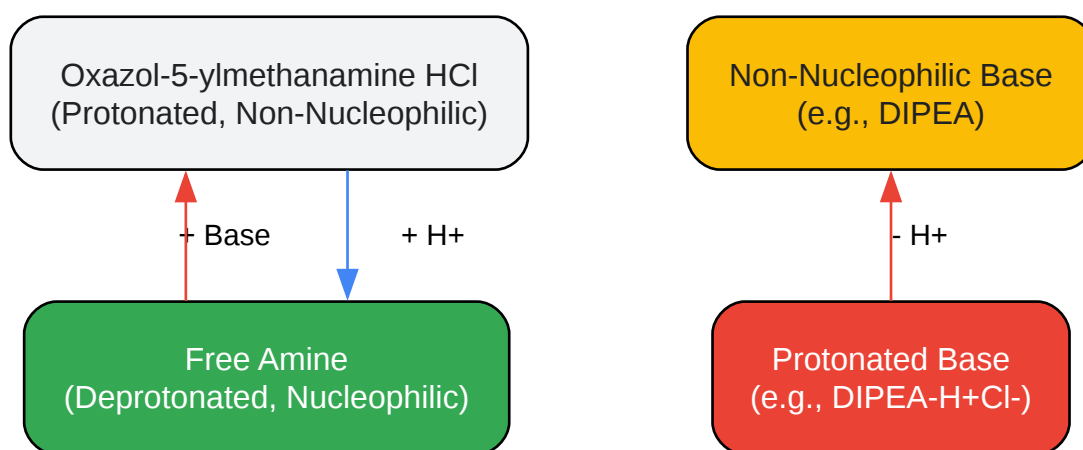 Oxazol-5-ylmethanamine HCl
(Protonated, Non-Nucleophilic)
Non-Nucleophilic Base
(e.g., DIPEA)
+ Base
+ H+
- H+
Free Amine
(Deprotonated, Nucleophilic)
Protonated Base
(e.g., DIPEA-H+Cl-)